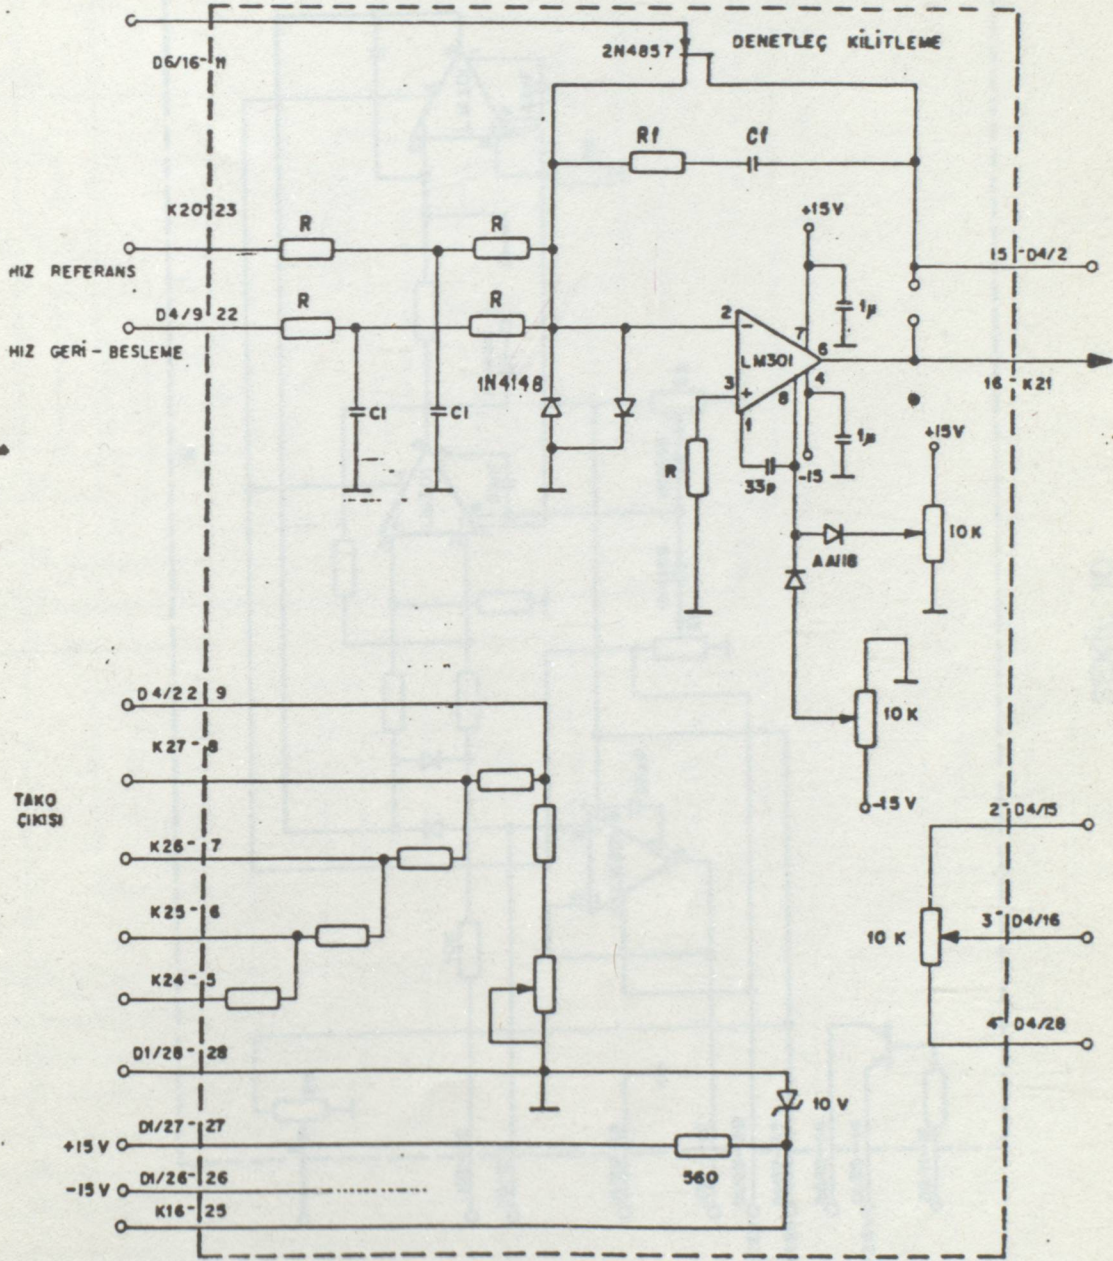 DENETLEÇ KİLİTLEME
2N4857
D6/16-11
Rf
Cf
K20-23
R
R
+15V
HIZ REFERANS
15-D4/2
D4/9 22
R
R
1µ
2
7
HIZ GERİ-BESLEME
LM301
6
1N4148
3
8
4
16-K21
C1
C1
1
1µ
+15V
R
33p
-15
10K
AA118
D4/22 9
10K
K27-8
-15V
TAKO
ÇIKIŞI
2-D4/15
K26-7
K25-6
10K
3-D4/16
K24-5
4-D4/28
D1/28-28
10 V
D1/27-27
+15V
560
D1/26-26
-15V
K16-25